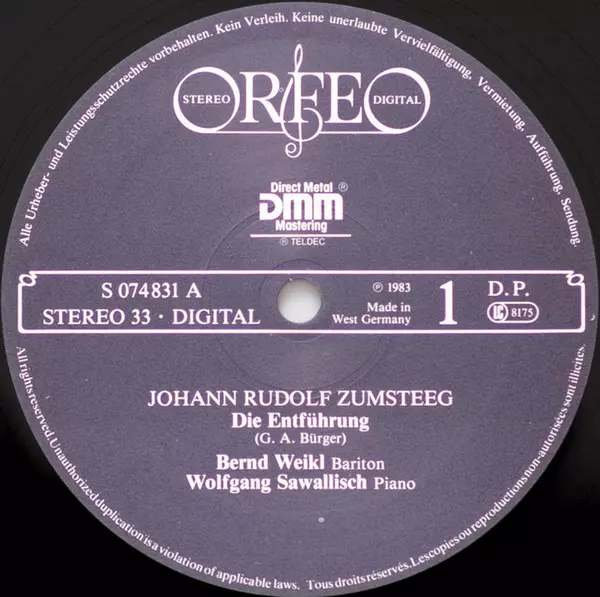 Alle Urheber- und Leistungsschutzrechte vorbehalten. Kein Verleih. Keine unerlaubte Vervielfältigung, Vermietung, Aufführung, Sendung.
ORFEO
STEREO
DIGITAL
Direct Metal ®
DMM
Mastering
® TELDEC
S 074831 A
STEREO 33 · DIGITAL
℗ 1983
Made in
West Germany
1
D.P.
LC 8175
JOHANN RUDOLF ZUMSTEEG
Die Entführung
(G. A. Bürger)
Bernd Weikl Bariton
Wolfgang Sawallisch Piano
All rights reserved. Unauthorized duplication is a violation of applicable laws. Tous droits réservés. Les copies ou reproductions non-autorisées sont illicites.